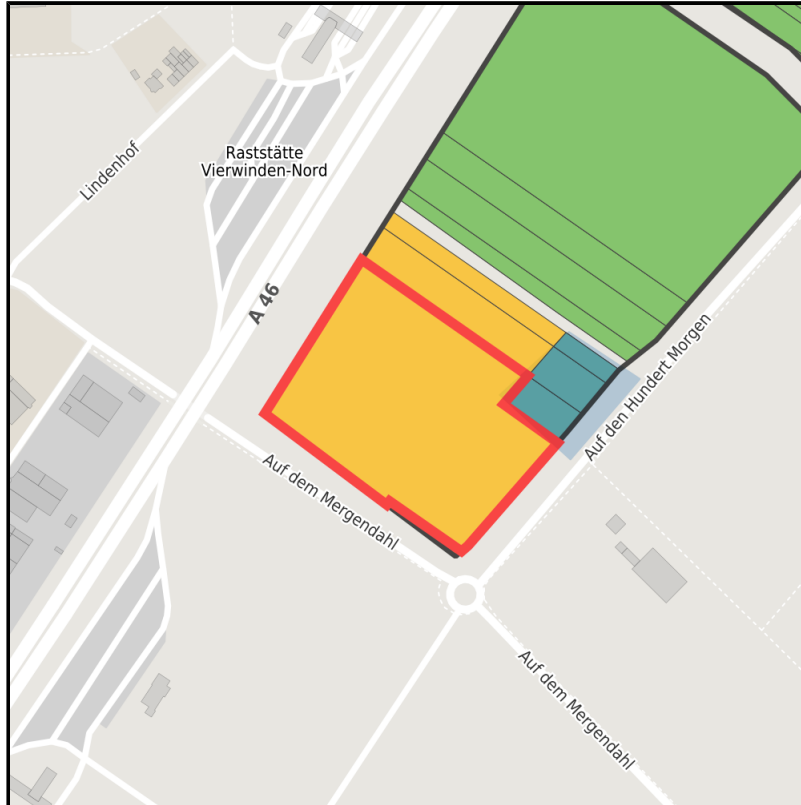 Raststätte
Vierwinden-Nord
Lindenhof
A 46
Auf den Hundert Morgen
Auf dem Mergendahl
Auf dem Mergendahl